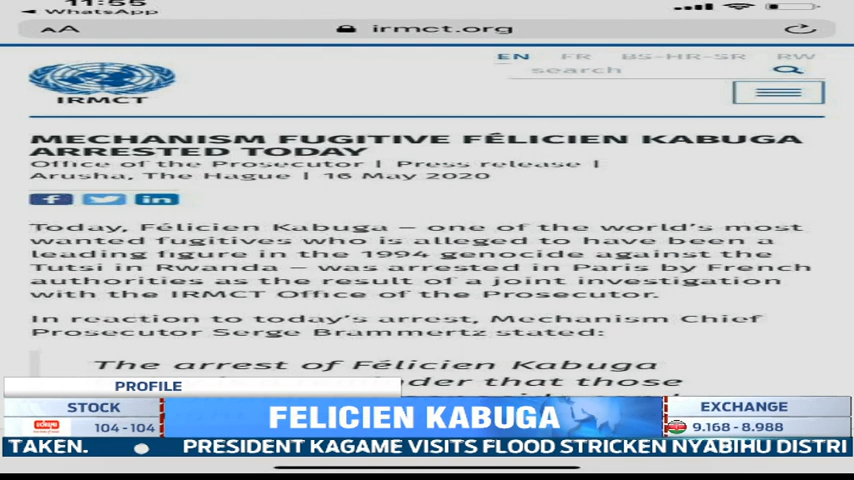 11:55
WhatsApp
AA
irmct.org
EN FR BS-HR-SR RW
search
IRMCT
MECHANISM FUGITIVE FÉLICIEN KABUGA
ARRESTED TODAY
Office of the Prosecutor | Press release |
Arusha, The Hague | 16 May 2020
f in
Today, Félicien Kabuga – one of the world's most
wanted fugitives who is alleged to have been a
leading figure in the 1994 genocide against the
Tutsi in Rwanda – was arrested in Paris by French
authorities as the result of a joint investigation
with the IRMCT Office of the Prosecutor.
In reaction to today's arrest, Mechanism Chief
Prosecutor Serge Brammertz stated:
The arrest of Félicien Kabuga
that those
PROFILE
STOCK
FELICIEN KABUGA
EXCHANGE
104-104
9.168 - 8.988
TAKEN. PRESIDENT KAGAME VISITS FLOOD STRICKEN NYABIHU DISTRI